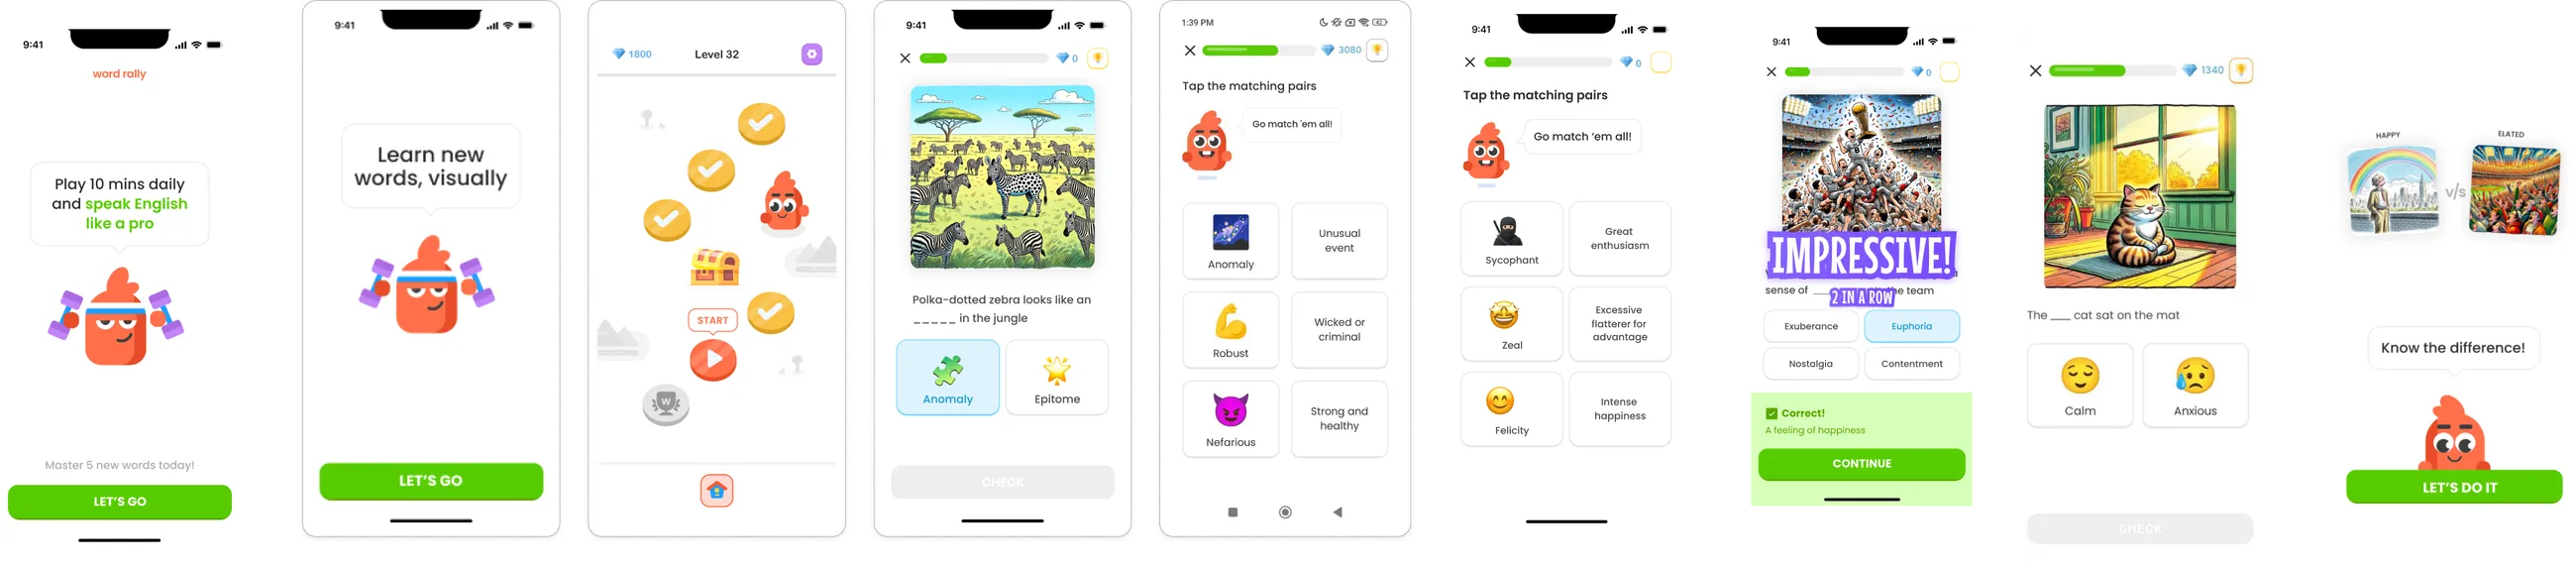 9:41
word rally
Play 10 mins daily
and speak English
like a pro
Master 5 new words today!
LET'S GO
9:41
Learn new
words, visually
LET'S GO
1800
Level 32
START
W
9:41
0
Polka-dotted zebra looks like an
_____ in the jungle
Anomaly
Epitome
CHECK
1:39 PM
42
3080
Tap the matching pairs
Go match 'em all!
Anomaly
Unusual
event
Robust
Wicked or
criminal
Nefarious
Strong and
healthy
9:41
0
Tap the matching pairs
Go match 'em all!
Sycophant
Great
enthusiasm
Zeal
Excessive
flatterer for
advantage
Felicity
Intense
happiness
9:41
0
IMPRESSIVE!
2 IN A ROW
sense of ___ the team
Exuberance
Euphoria
Nostalgia
Contentment
Correct!
A feeling of happiness
CONTINUE
1340
The ___ cat sat on the mat
Calm
Anxious
CHECK
HAPPY
ELATED
V/S
Know the difference!
LET'S DO IT